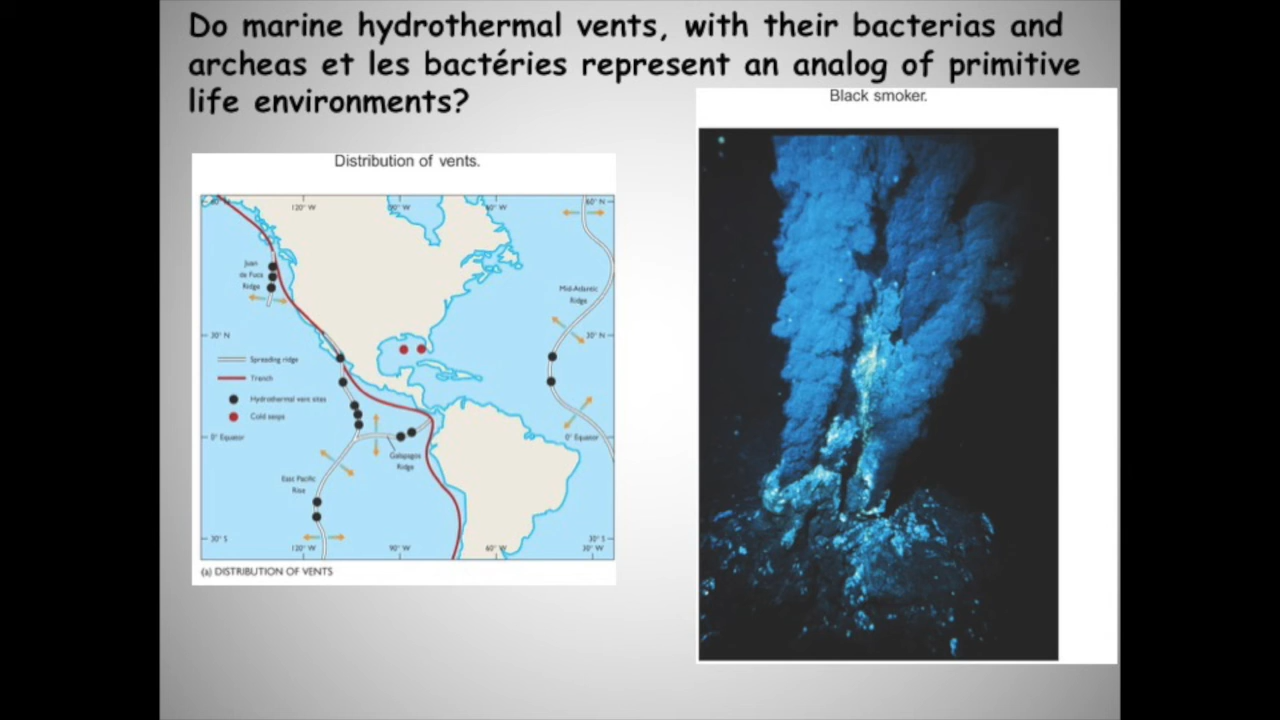 Do marine hydrothermal vents, with their bacterias and
archeas et les bactéries represent an analog of primitive
life environments?
Distribution of vents.
60° N
120° W
90° W
60° W
60° N
Juan
de Fuca
Ridge
Mid-Atlantic
Ridge
30° N
30° N
Spreading ridge
Trench
Hydrothermal vent sites
Cold seeps
0° Equator
0° Equator
Galapagos
Ridge
East Pacific
Rise
30° S
30° S
120° W
90° W
60° W
30° W
(a) DISTRIBUTION OF VENTS
Black smoker.